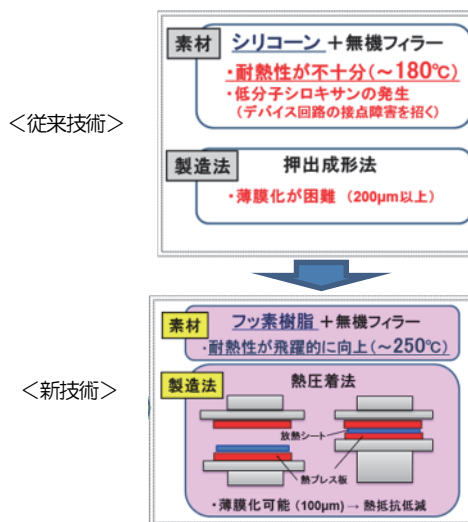 素材
シリコーン＋無機フィラー
・耐熱性が不十分(～180℃)
・低分子シロキサンの発生
(デバイス回路の接点障害を招く)
＜従来技術＞
製造法
押出成形法
・薄膜化が困難 (200μm以上)
素材
フッ素樹脂＋無機フィラー
・耐熱性が飛躍的に向上(～250℃)
＜新技術＞
製造法
熱圧着法
放熱シート
熱プレス板
・薄膜化可能 (100μm) → 熱抵抗低減